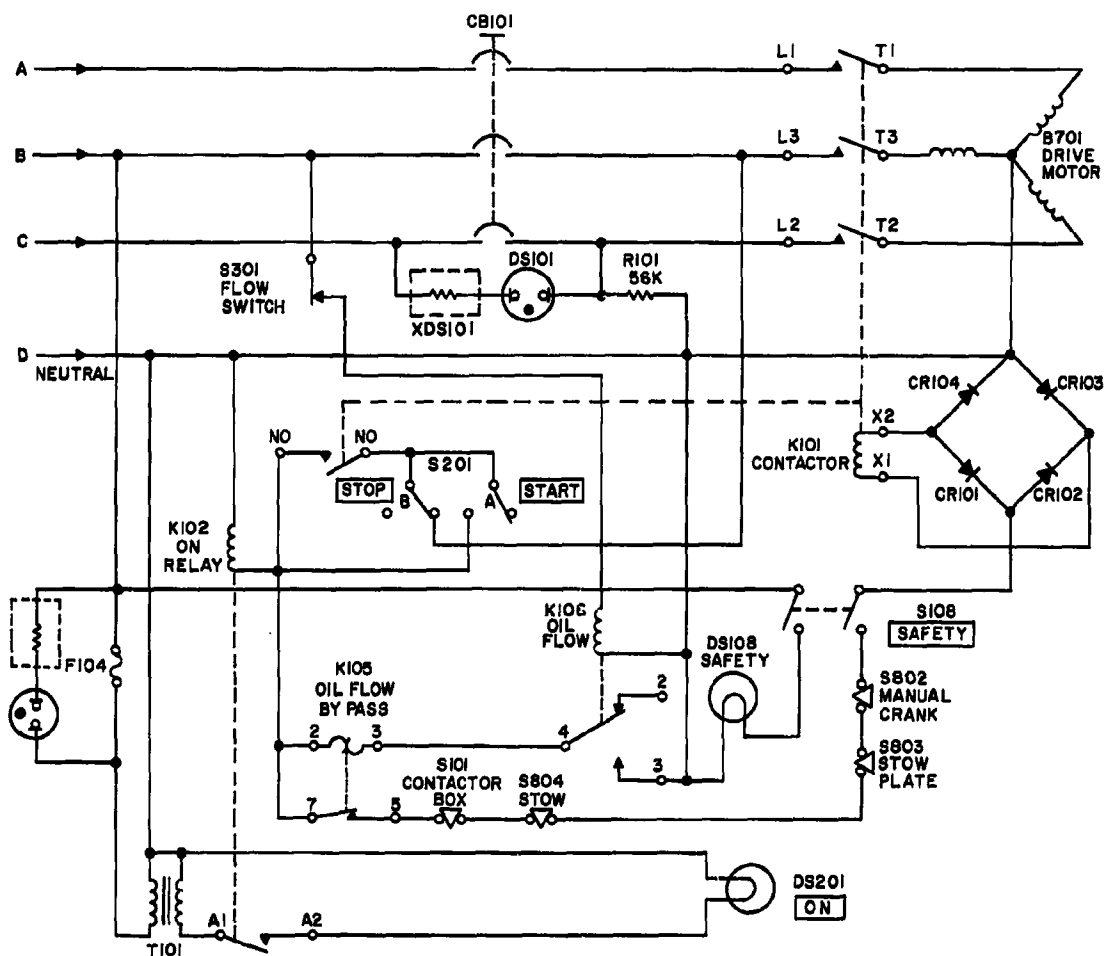 CB101
A
L1
T1
B
L3
T3
B701
DRIVE
MOTOR
C
L2
T2
S301
FLOW
SWITCH
DS101
R101
56K
XDS101
D
NEUTRAL
CR104
CR103
X2
K101
CONTACTOR
X1
CR101
CR102
NO
NO
S201
STOP
B
A
START
K102
ON
RELAY
K106
OIL
FLOW
S108
SAFETY
F104
DS108
SAFETY
K105
OIL FLOW
BY PASS
2
S802
MANUAL
CRANK
2
3
4
3
S803
STOW
PLATE
S101
CONTACTOR
BOX
S804
STOW
7
5
DS201
ON
A1
A2
T101